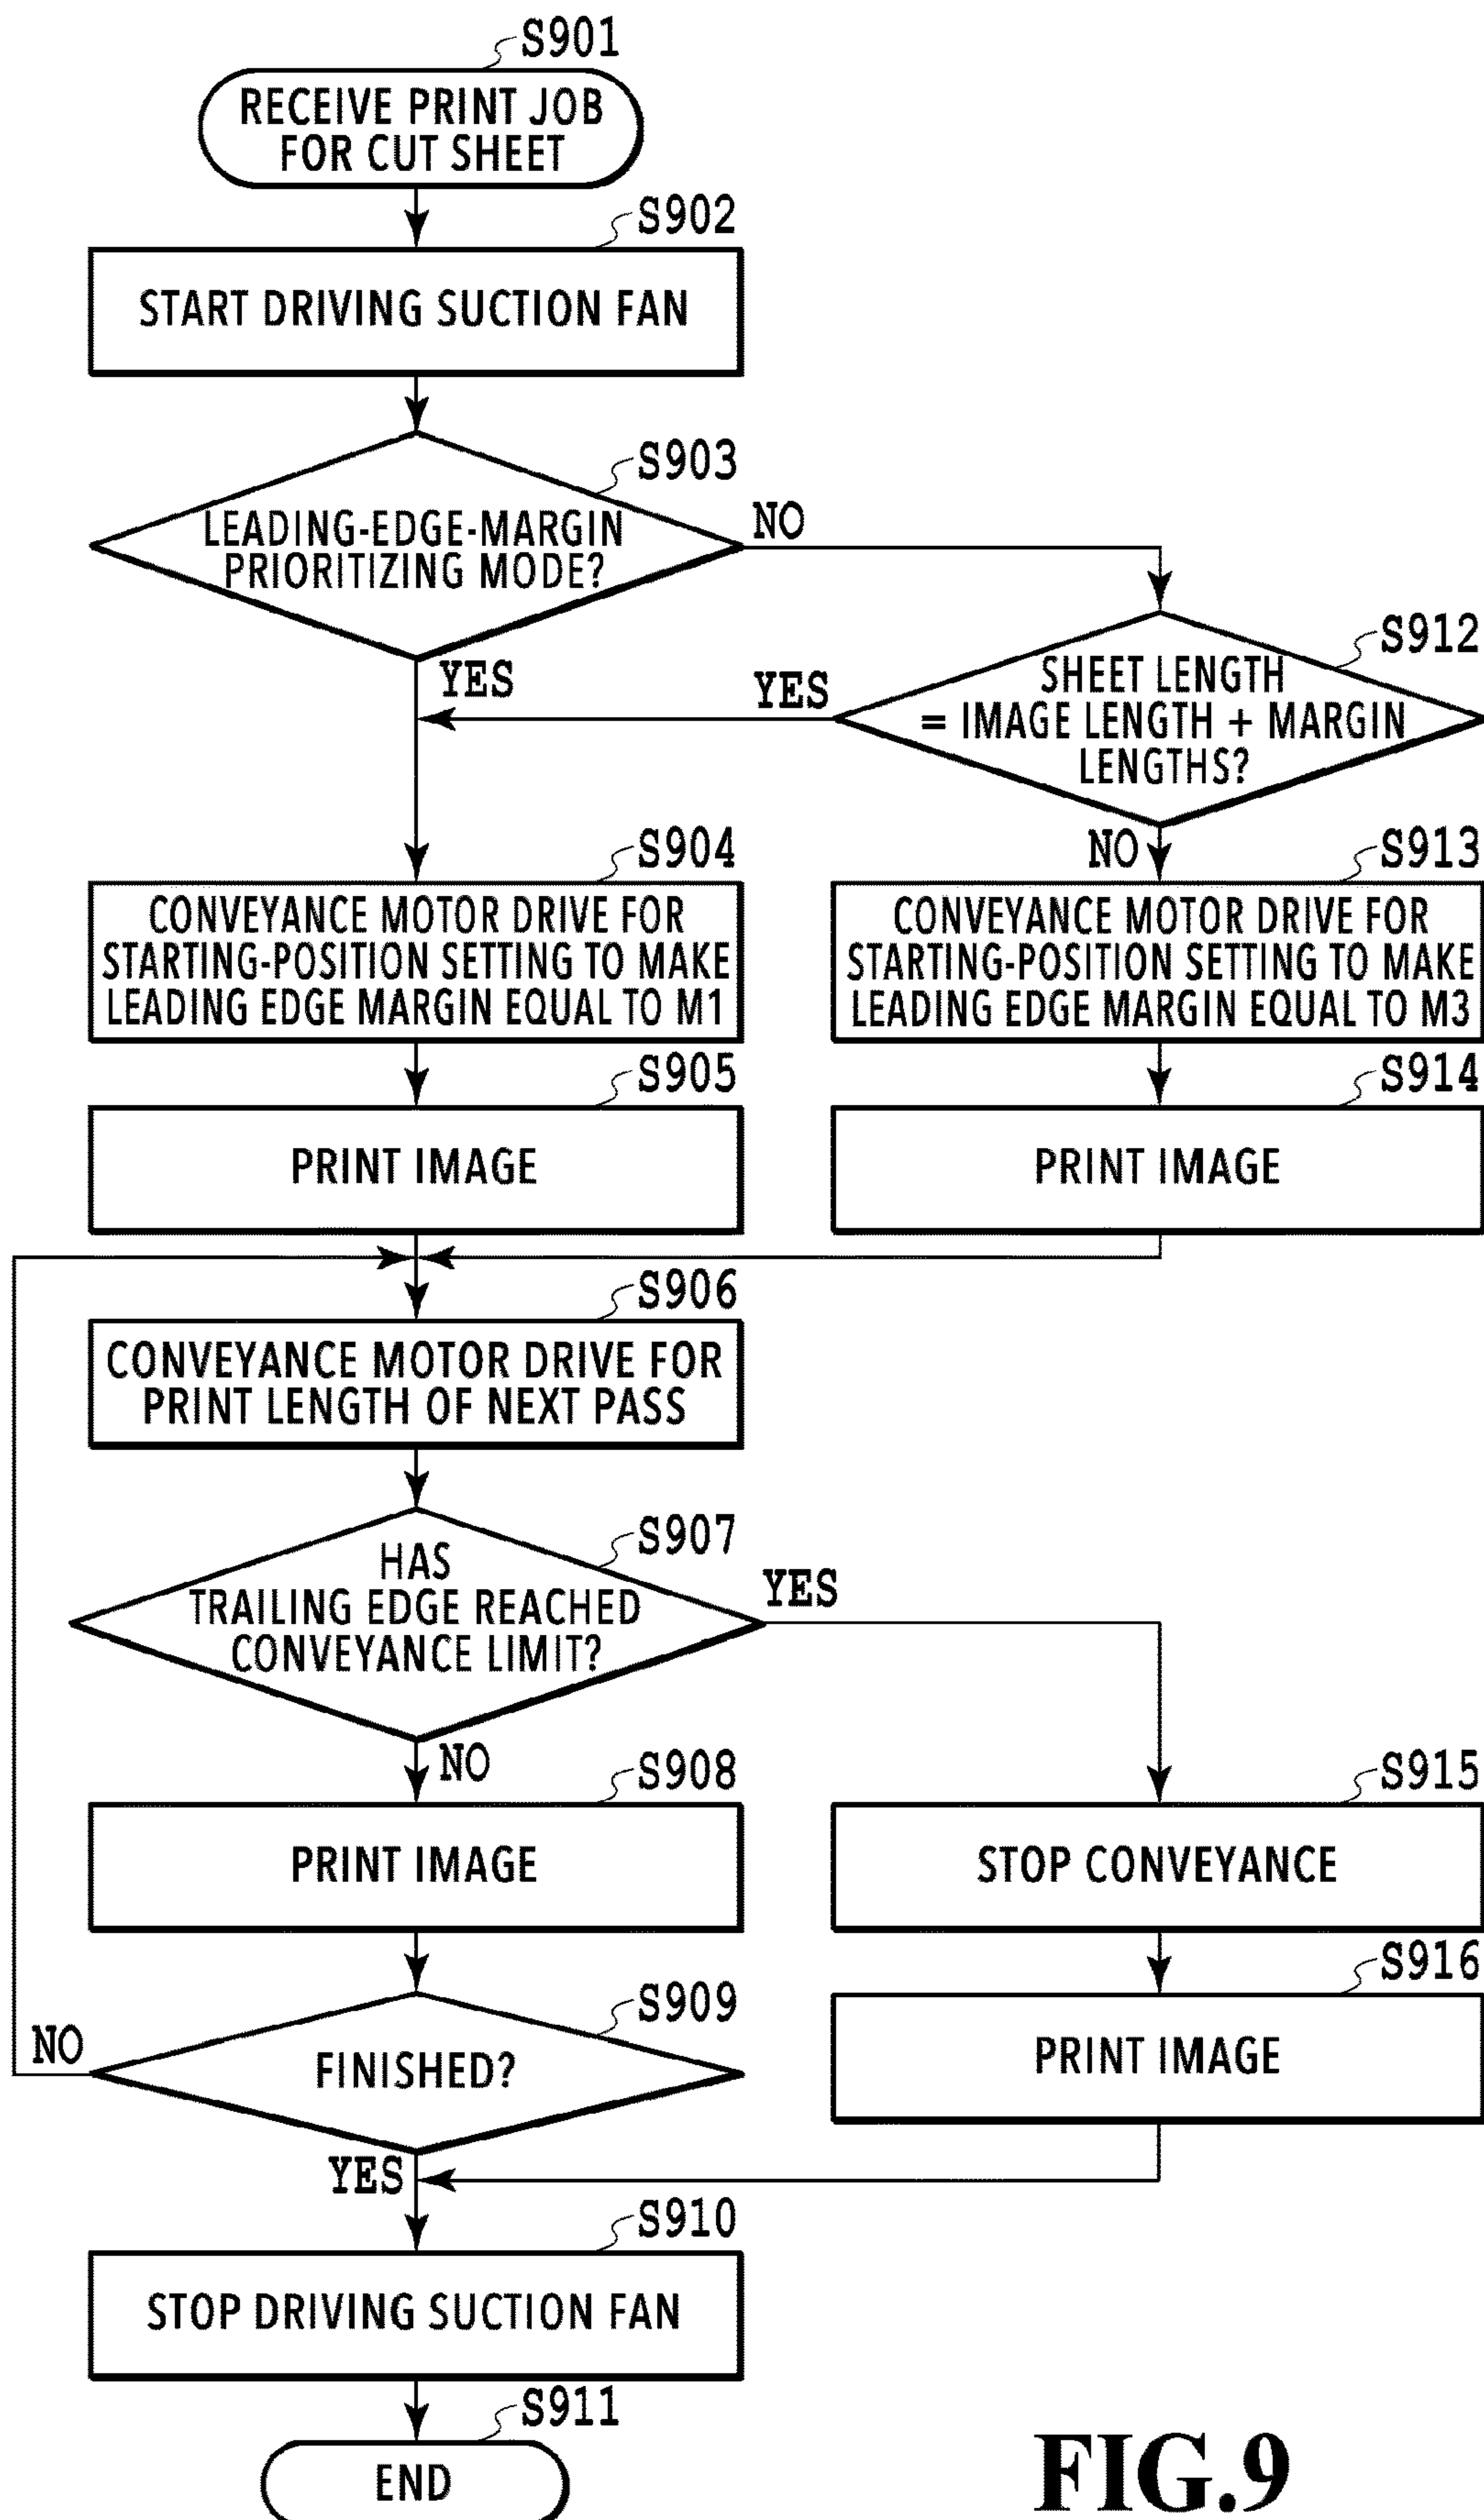 S901
RECEIVE PRINT JOB
FOR CUT SHEET
S902
START DRIVING SUCTION FAN
S903
LEADING-EDGE-MARGIN
PRIORITIZING MODE?
NO
YES
S912
SHEET LENGTH
= IMAGE LENGTH + MARGIN
LENGTHS?
YES
NO
S904
CONVEYANCE MOTOR DRIVE FOR
STARTING-POSITION SETTING TO MAKE
LEADING EDGE MARGIN EQUAL TO M1
S913
CONVEYANCE MOTOR DRIVE FOR
STARTING-POSITION SETTING TO MAKE
LEADING EDGE MARGIN EQUAL TO M3
S905
PRINT IMAGE
S914
PRINT IMAGE
S906
CONVEYANCE MOTOR DRIVE FOR
PRINT LENGTH OF NEXT PASS
S907
HAS
TRAILING EDGE REACHED
CONVEYANCE LIMIT?
YES
NO
S908
PRINT IMAGE
S915
STOP CONVEYANCE
S909
FINISHED?
NO
YES
S916
PRINT IMAGE
S910
STOP DRIVING SUCTION FAN
S911
END
FIG.9